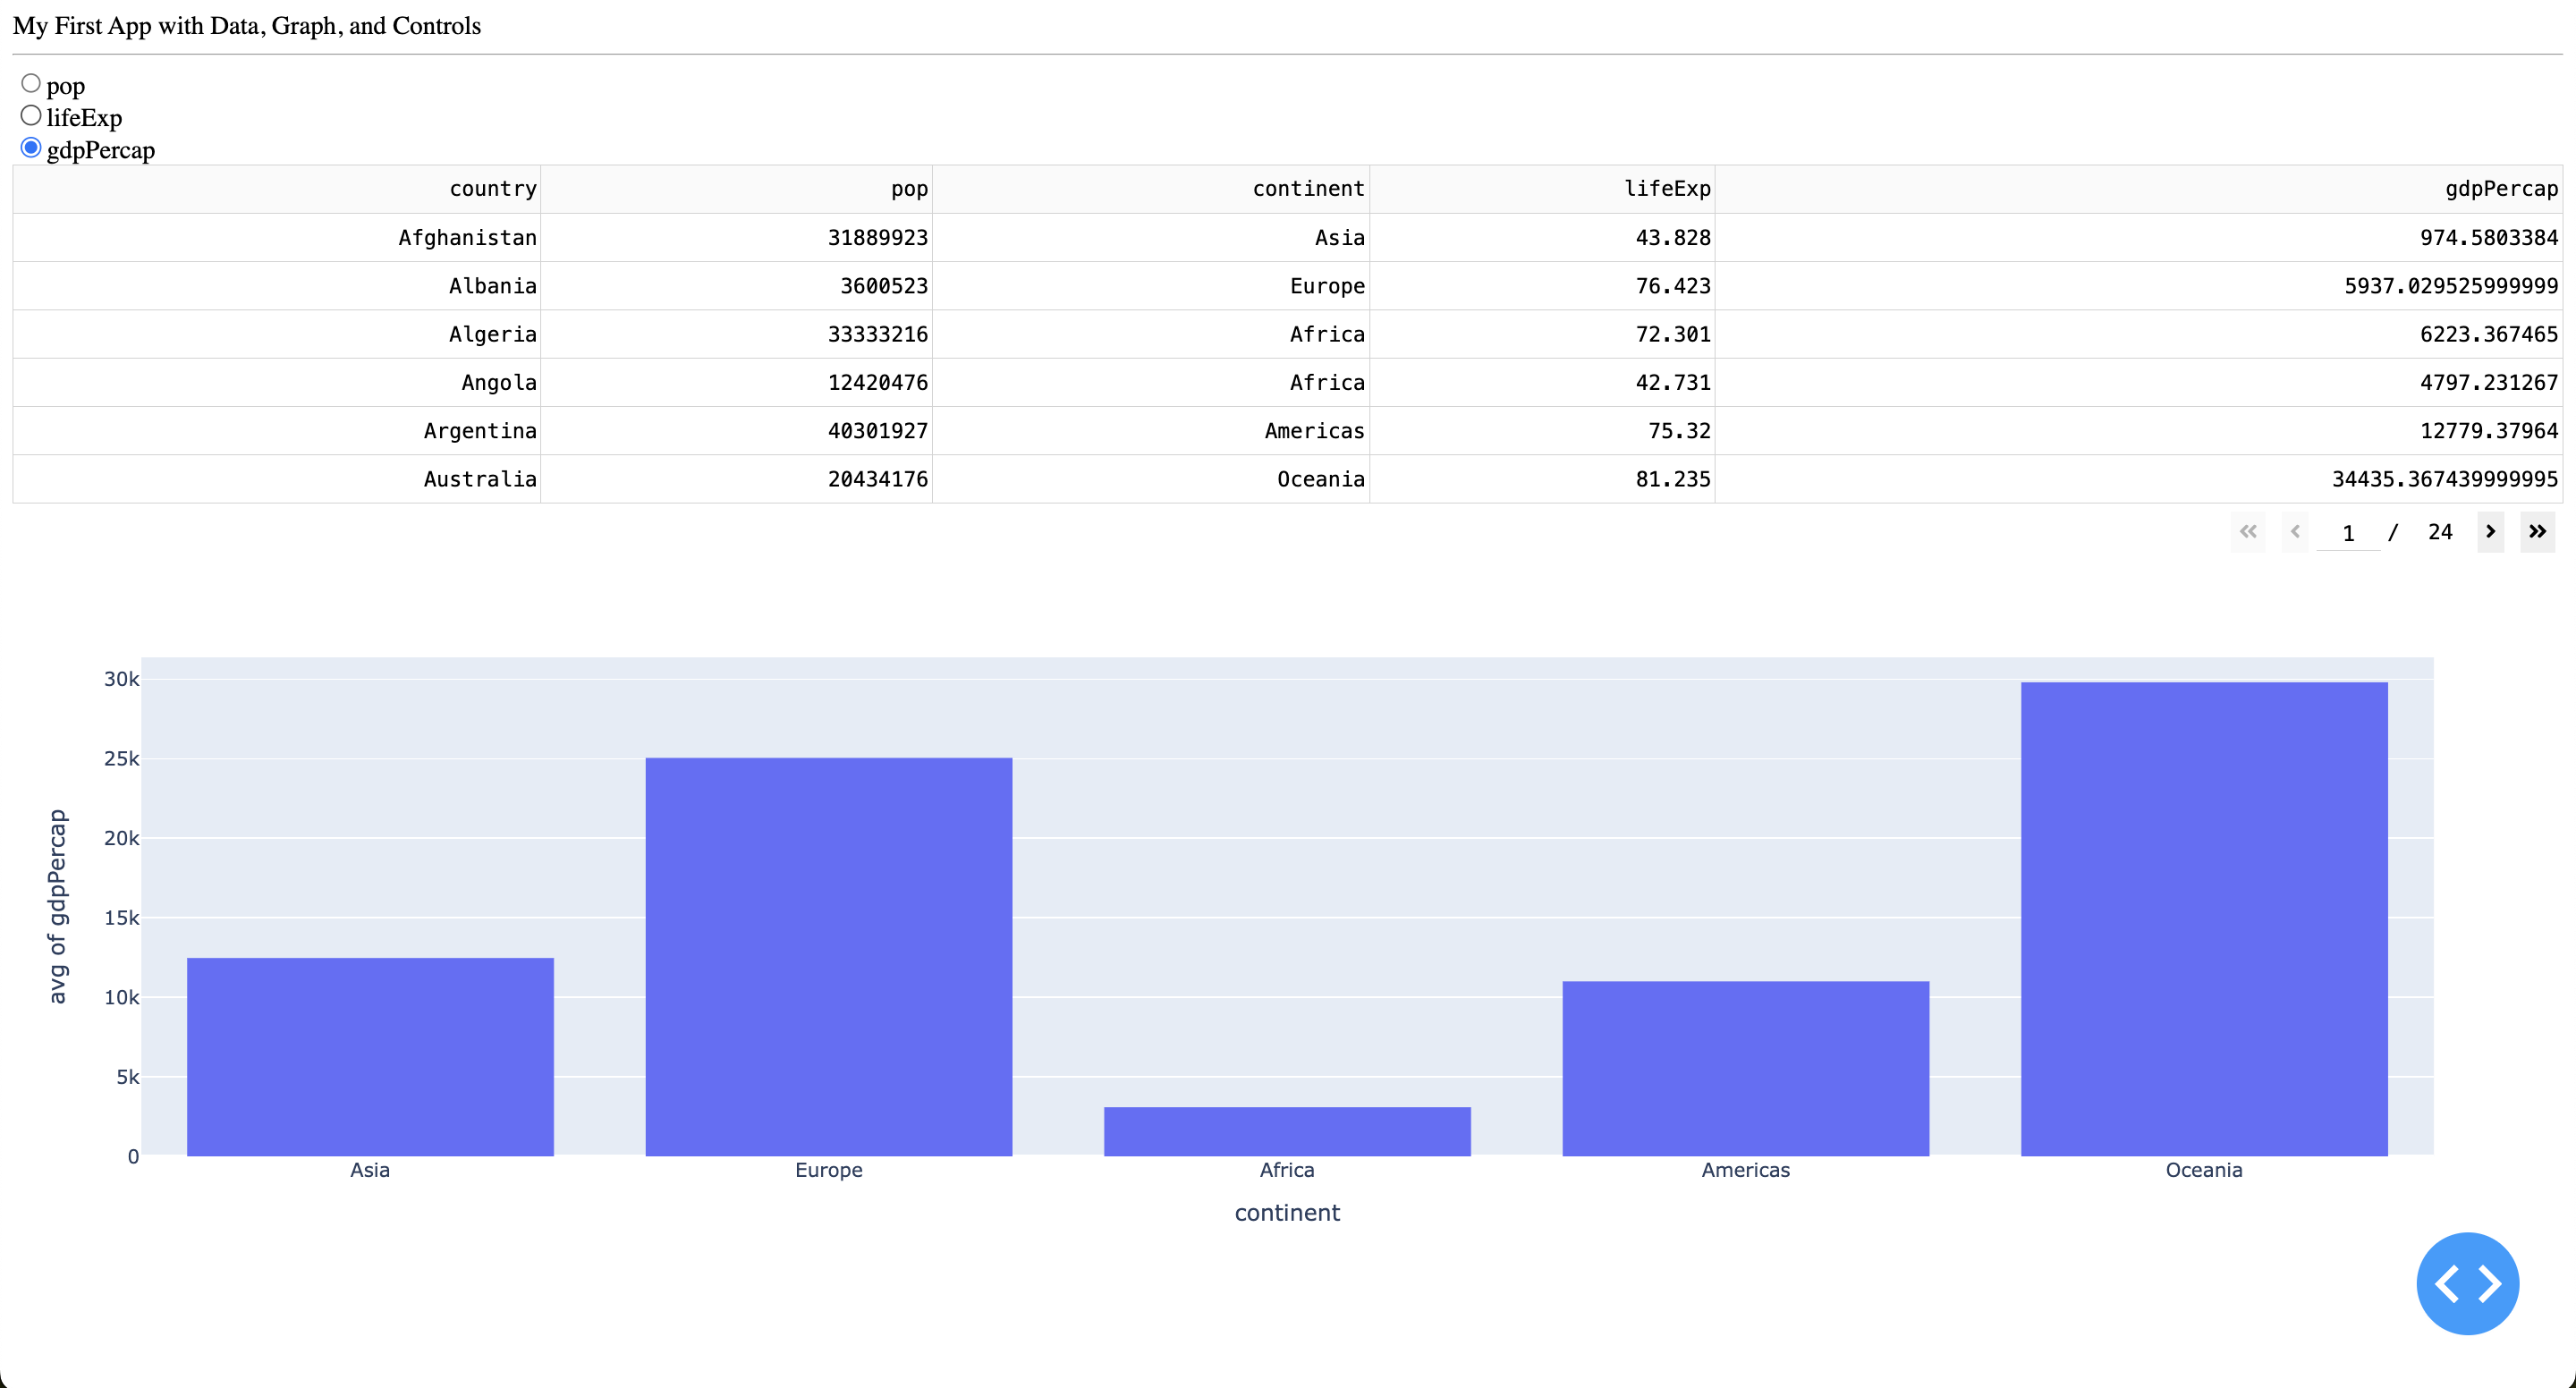 My First App with Data, Graph, and Controls
pop
lifeExp
gdpPercap
country pop continent lifeExp gdpPercap
Afghanistan 31889923 Asia 43.828 974.5803384
Albania 3600523 Europe 76.423 5937.029525999999
Algeria 33333216 Africa 72.301 6223.367465
Angola 12420476 Africa 42.731 4797.231267
Argentina 40301927 Americas 75.32 12779.37964
Australia 20434176 Oceania 81.235 34435.367439999995
1 / 24
30k
25k
20k
15k
10k
5k
0
avg of gdpPercap
Asia Europe Africa Americas Oceania
continent